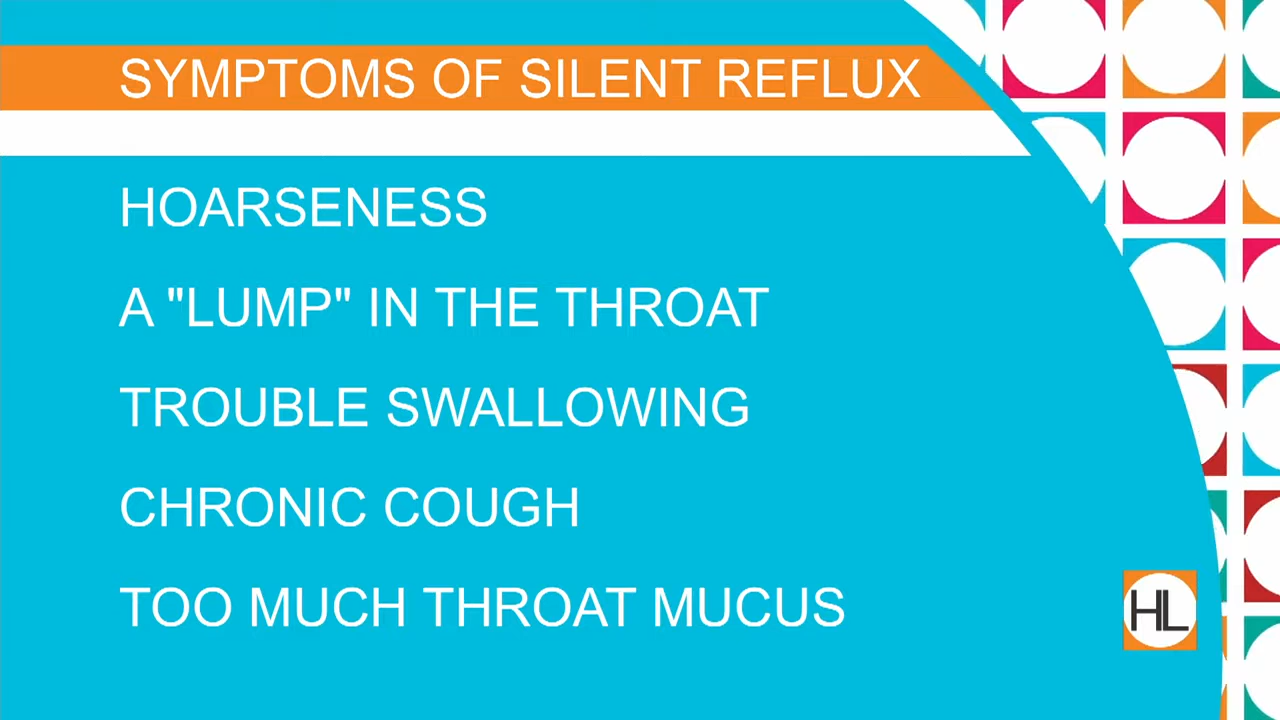 SYMPTOMS OF SILENT REFLUX
HOARSENESS
A "LUMP" IN THE THROAT
TROUBLE SWALLOWING
CHRONIC COUGH
TOO MUCH THROAT MUCUS
HL